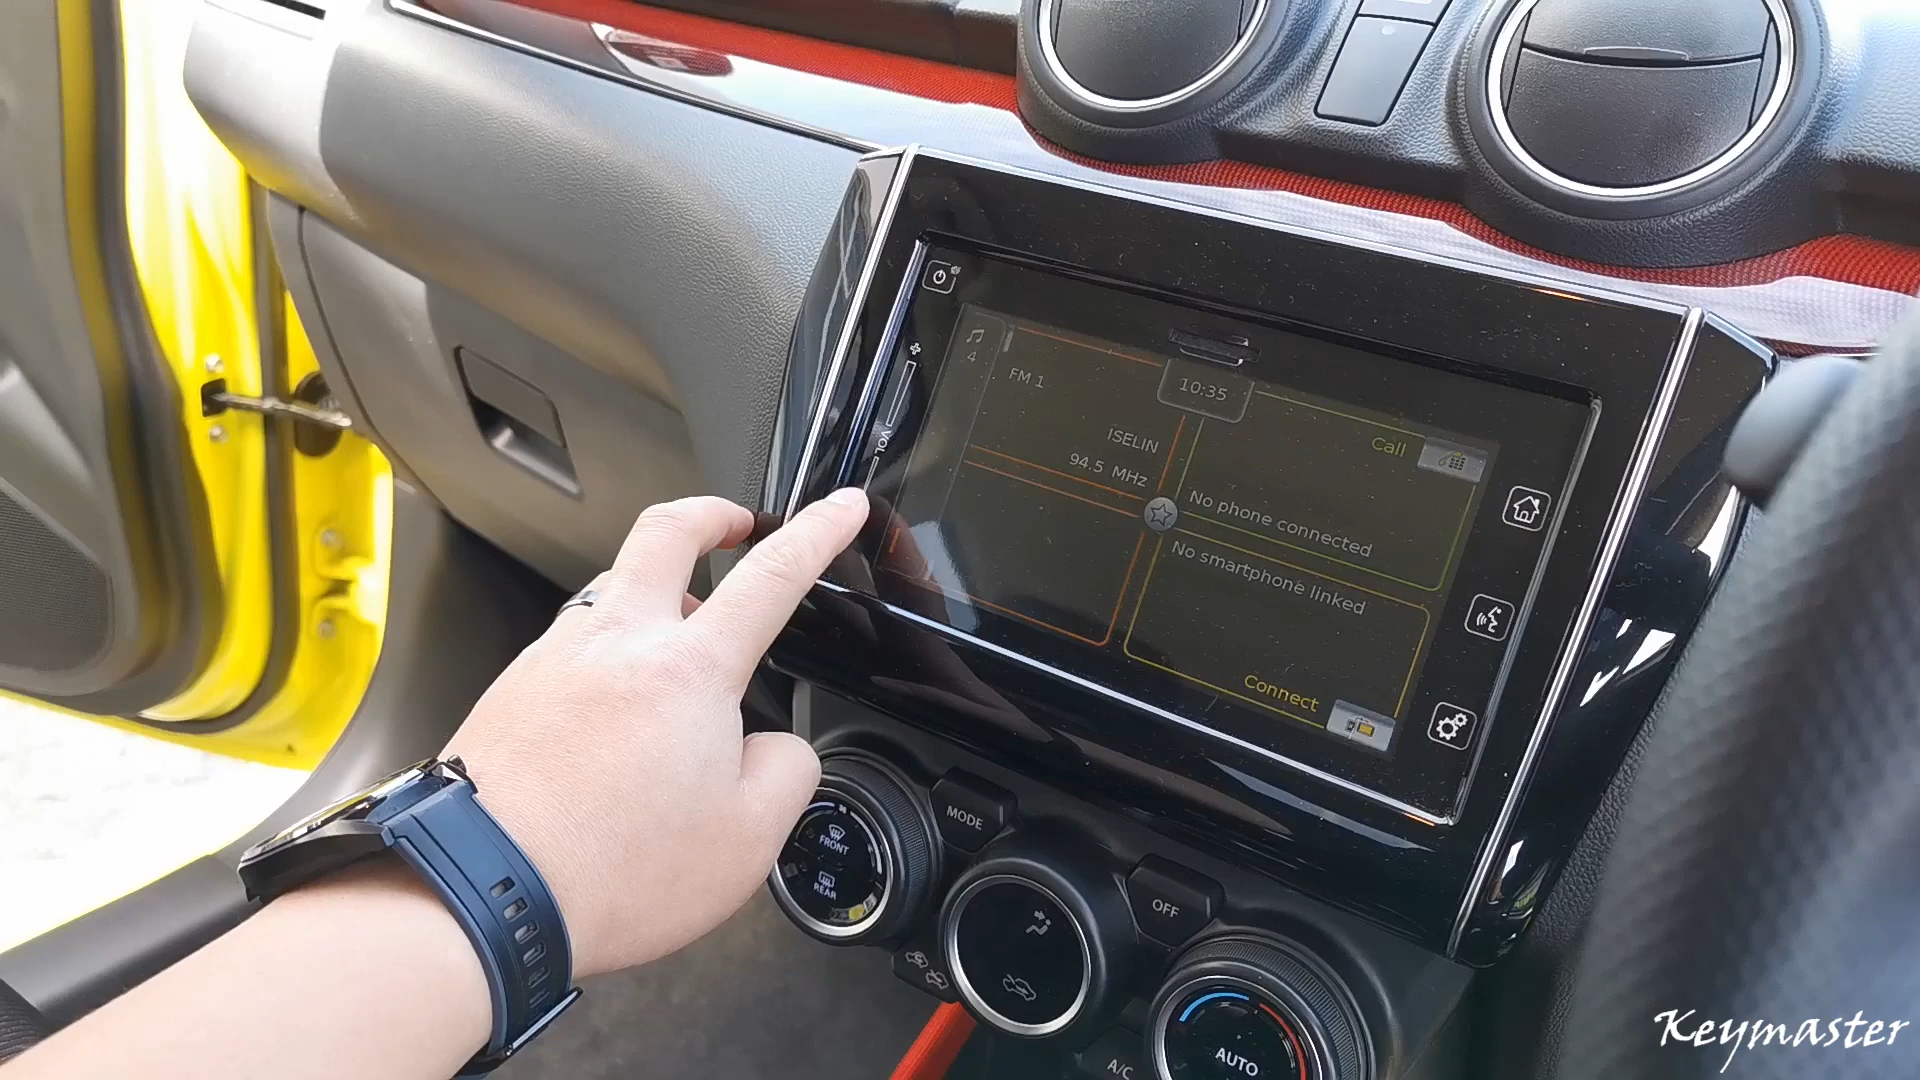 4
FM 1
10:35
ISELIN
94.5 MHz
Call
No phone connected
No smartphone linked
Connect
VOL
MODE
FRONT
REAR
OFF
AUTO
A/C
Keymaster